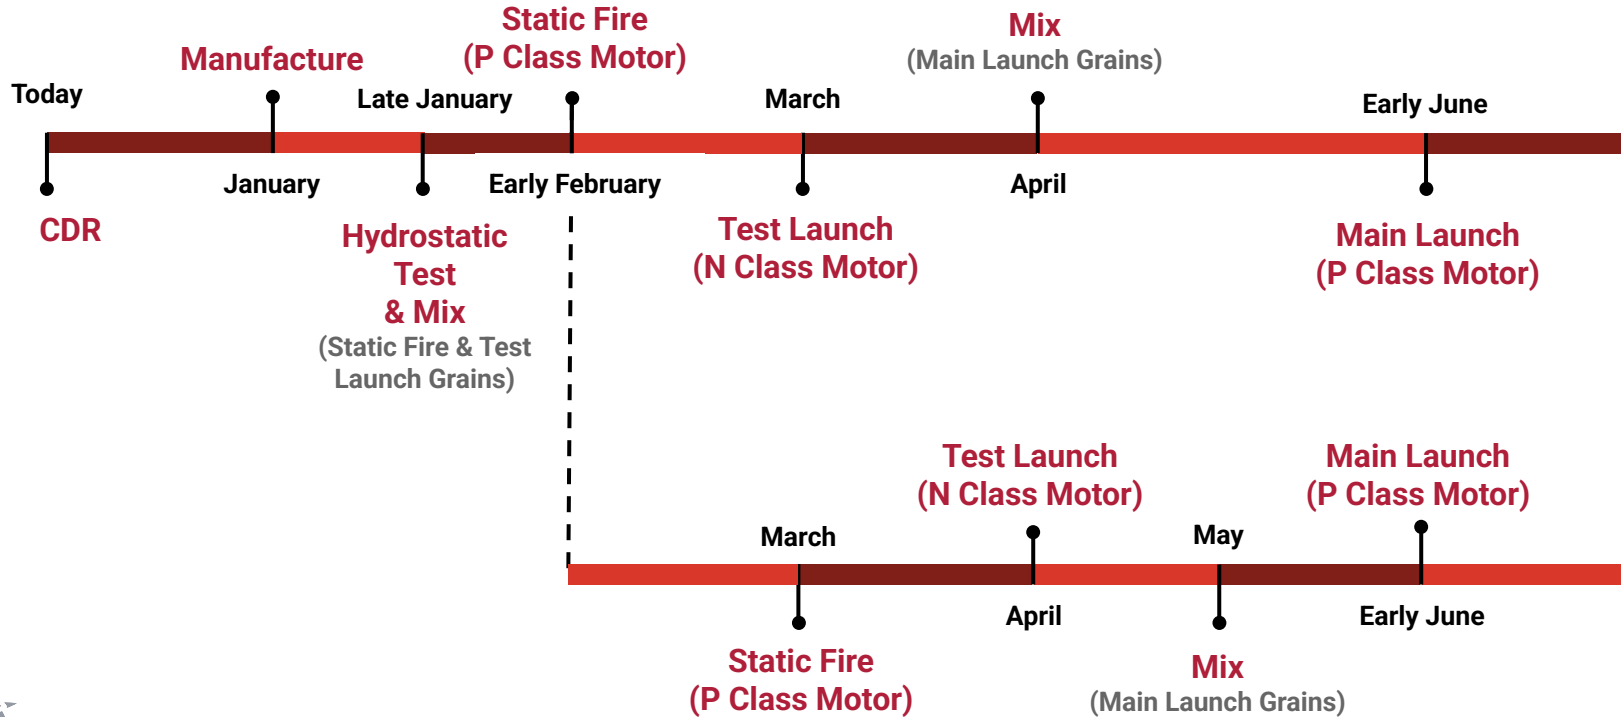 Static Fire
(P Class Motor)
Mix
(Main Launch Grains)
Manufacture
Today
Late January
March
Early June
January
Early February
April
CDR
Hydrostatic
Test
& Mix
(Static Fire & Test
Launch Grains)
Test Launch
(N Class Motor)
Main Launch
(P Class Motor)
Test Launch
(N Class Motor)
Main Launch
(P Class Motor)
March
May
April
Early June
Static Fire
(P Class Motor)
Mix
(Main Launch Grains)